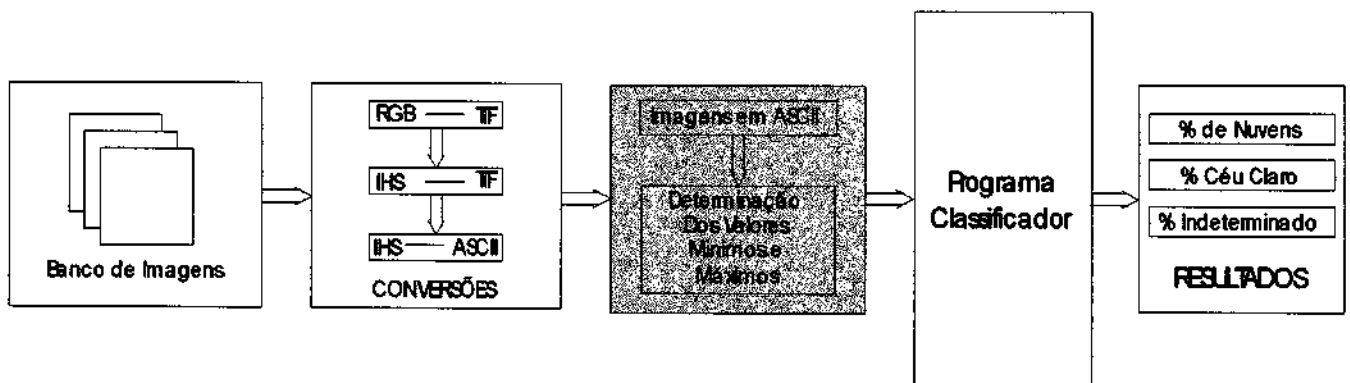 Banco de Imagens
RGB — TIF
IHS — TIF
IHS — ASCII
CONVERSÕES
Imagens em ASCII
Determinação
Dos Valores
Mínimos e
Máximos
Programa
Classificador
% de Nuvens
% Céu Claro
% Indeterminado
RESULTADOS